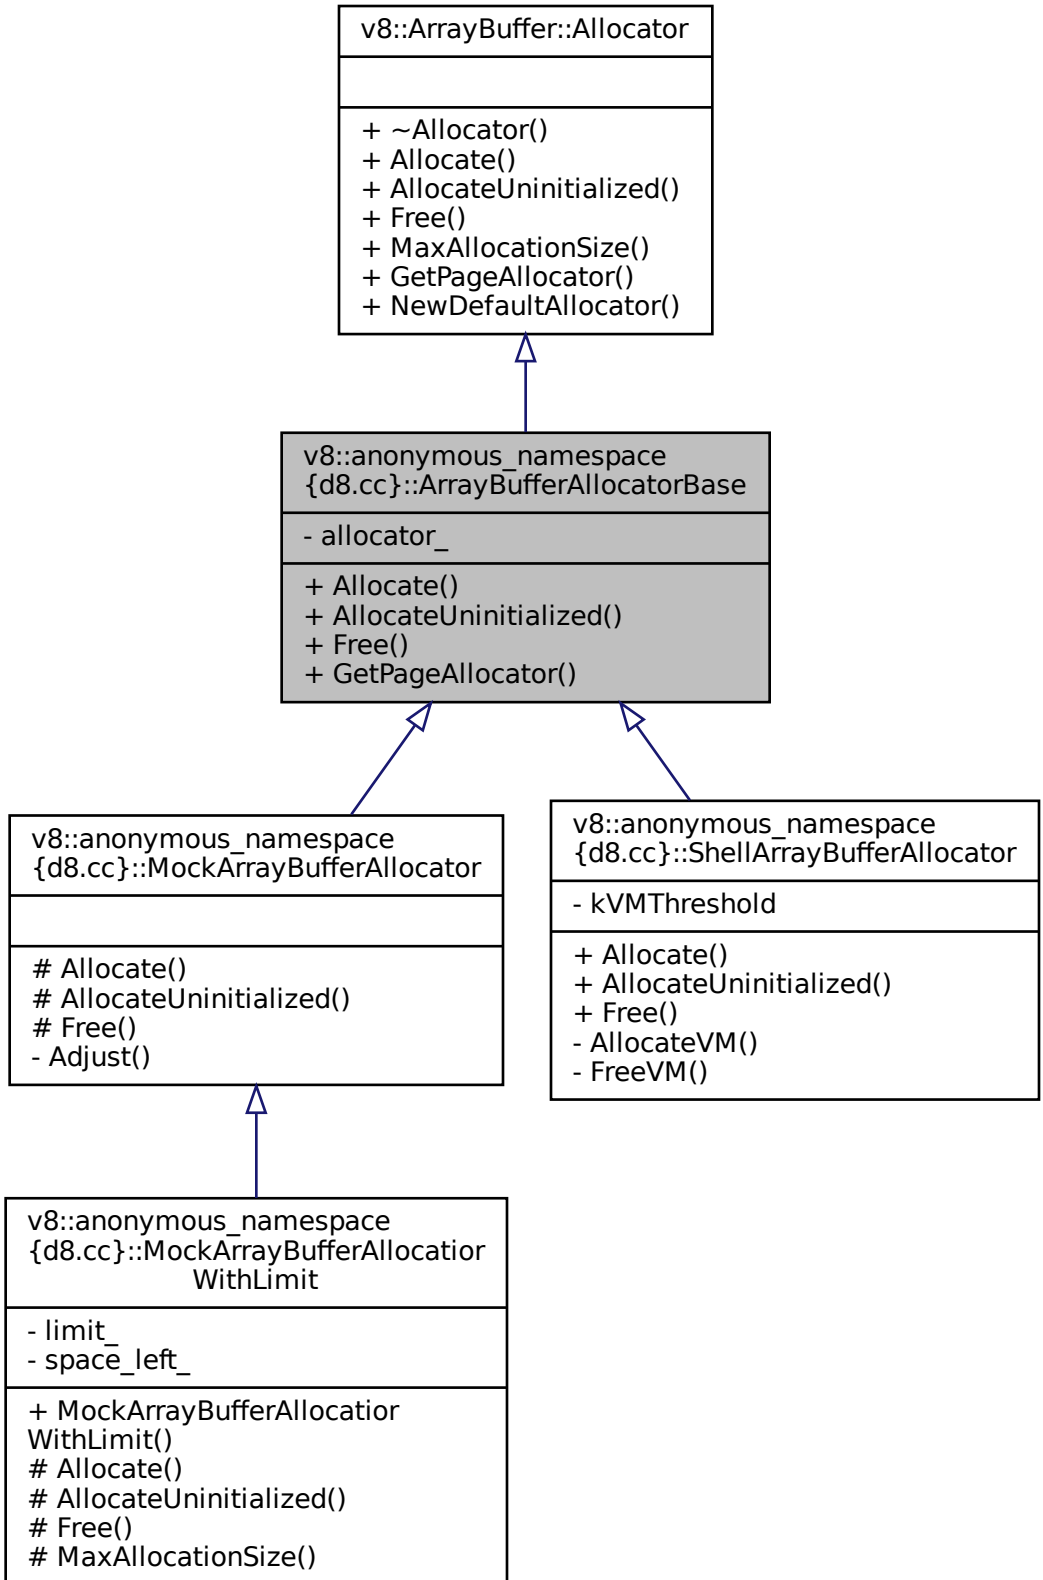 v8::ArrayBuffer::Allocator
+ ~Allocator()
+ Allocate()
+ AllocateUninitialized()
+ Free()
+ MaxAllocationSize()
+ GetPageAllocator()
+ NewDefaultAllocator()
v8::anonymous_namespace
{d8.cc}::ArrayBufferAllocatorBase
- allocator_
+ Allocate()
+ AllocateUninitialized()
+ Free()
+ GetPageAllocator()
v8::anonymous_namespace
{d8.cc}::MockArrayBufferAllocator
# Allocate()
# AllocateUninitialized()
# Free()
- Adjust()
v8::anonymous_namespace
{d8.cc}::ShellArrayBufferAllocator
- kVMThreshold
+ Allocate()
+ AllocateUninitialized()
+ Free()
- AllocateVM()
- FreeVM()
v8::anonymous_namespace
{d8.cc}::MockArrayBufferAllocatior
WithLimit
- limit_
- space_left_
+ MockArrayBufferAllocatior
WithLimit()
# Allocate()
# AllocateUninitialized()
# Free()
# MaxAllocationSize()